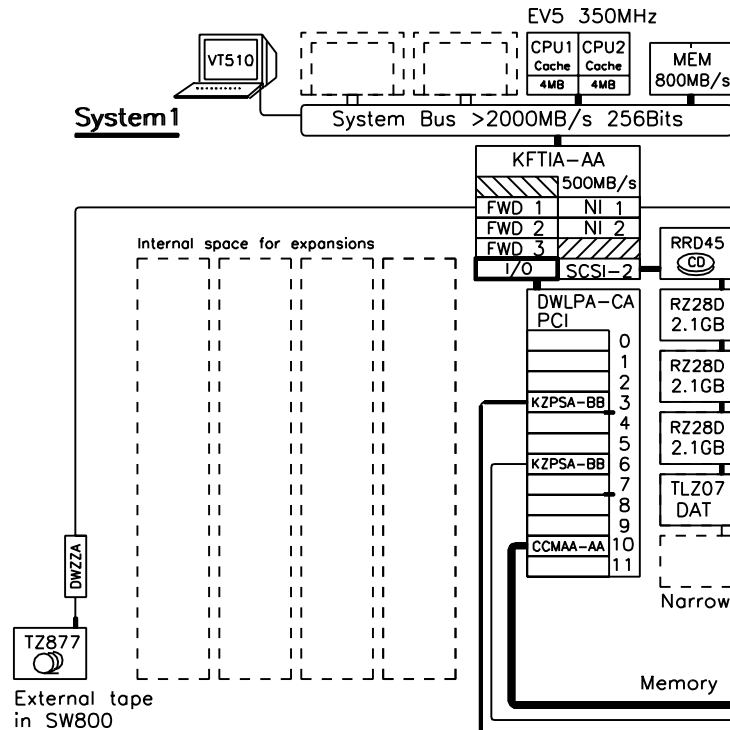 EV5 350MHz
VT510
CPU1 CPU2
Cache Cache
4MB 4MB
MEM
800MB/s
System1
System Bus >2000MB/s 256Bits
KFTIA-AA
500MB/s
FWD 1 NI 1
FWD 2 NI 2
FWD 3
I/O SCSI-2
Internal space for expansions
RRD45
CD
DWLPA-CA
PCI
0
1
2
KZPSA-BB 3
4
5
KZPSA-BB 6
7
8
9
CCMAA-AA 10
11
RZ28D
2.1GB
RZ28D
2.1GB
RZ28D
2.1GB
TLZ07
DAT
Narrow
DWZZA
TZ877
External tape
in SW800
Memory